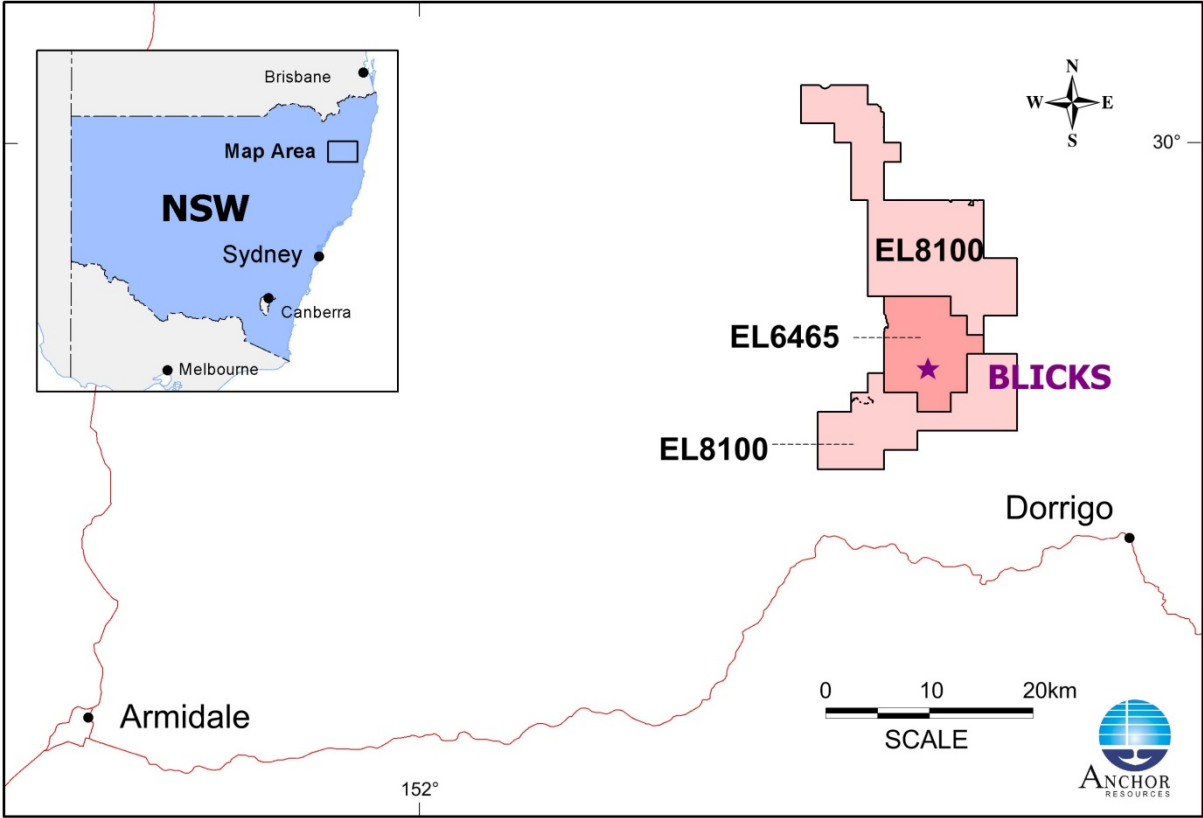 Brisbane
Map Area
NSW
Sydney
Canberra
Melbourne
N
W E
S
30°
EL8100
EL6465
BLICKS
EL8100
Dorrigo
0 10 20km
SCALE
Armidale
152°
ANCHOR
RESOURCES